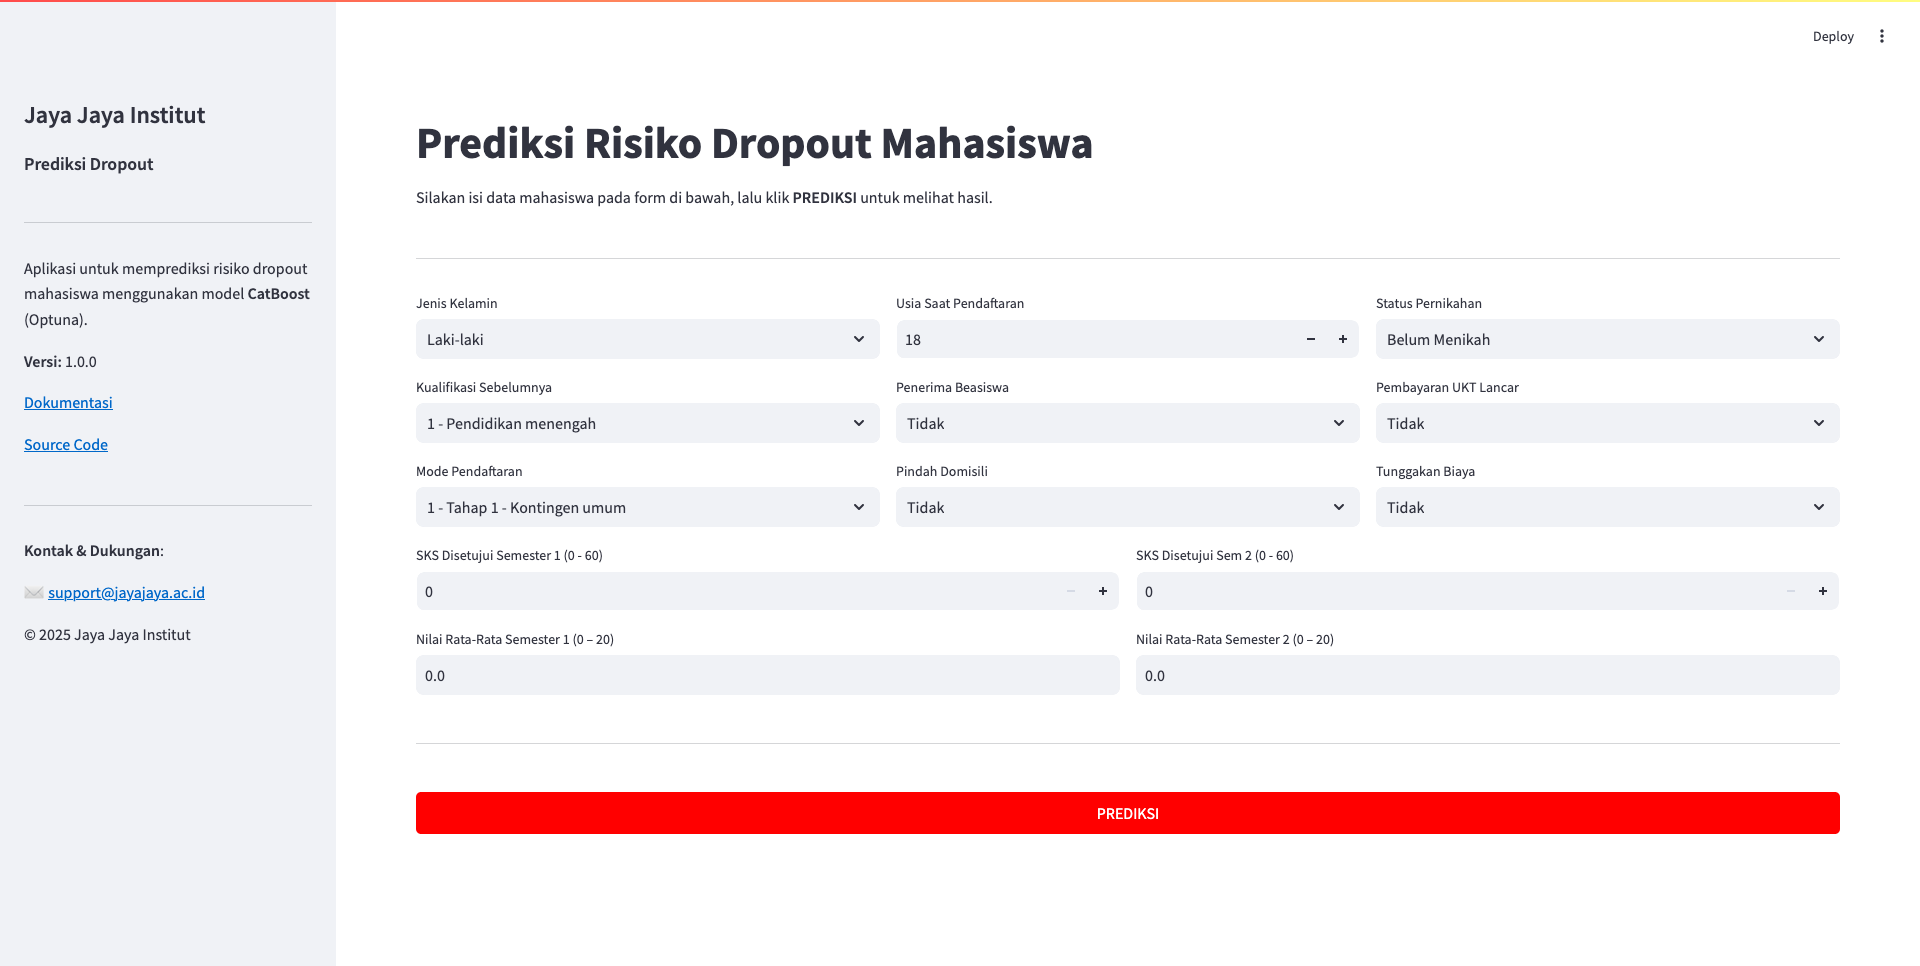 Deploy
Jaya Jaya Institut
Prediksi Dropout
Aplikasi untuk memprediksi risiko dropout
mahasiswa menggunakan model CatBoost
(Optuna).
Versi: 1.0.0
Dokumentasi
Source Code
Kontak & Dukungan:
support@jayajaya.ac.id
© 2025 Jaya Jaya Institut
Prediksi Risiko Dropout Mahasiswa
Silakan isi data mahasiswa pada form di bawah, lalu klik PREDIKSI untuk melihat hasil.
Jenis Kelamin
Laki-laki
Usia Saat Pendaftaran
18
Status Pernikahan
Belum Menikah
Kualifikasi Sebelumnya
1 - Pendidikan menengah
Penerima Beasiswa
Tidak
Pembayaran UKT Lancar
Tidak
Mode Pendaftaran
1 - Tahap 1 - Kontingen umum
Pindah Domisili
Tidak
Tunggakan Biaya
Tidak
SKS Disetujui Semester 1 (0 - 60)
0
SKS Disetujui Sem 2 (0 - 60)
0
Nilai Rata-Rata Semester 1 (0 – 20)
0.0
Nilai Rata-Rata Semester 2 (0 – 20)
0.0
PREDIKSI